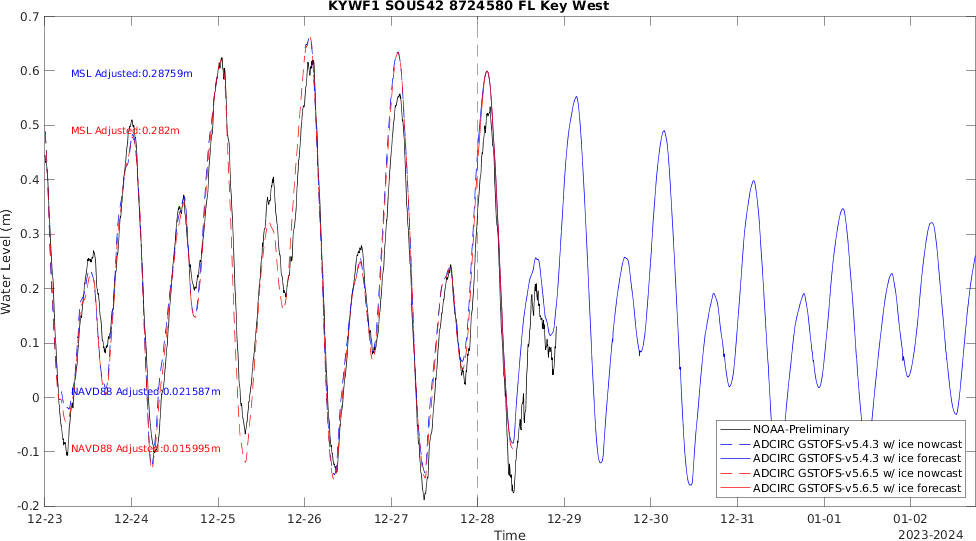 KYWF1 SOUS42 8724580 FL Key West
0.7
0.6
0.5
0.4
0.3
0.2
0.1
0
-0.1
-0.2
Water Level (m)
MSL Adjusted:0.28759m
MSL Adjusted:0.282m
NAVD88 Adjusted:0.021587m
NAVD88 Adjusted:0.015995m
NOAA-Preliminary
ADCIRC GSTOFS-v5.4.3 w/ ice nowcast
ADCIRC GSTOFS-v5.4.3 w/ ice forecast
ADCIRC GSTOFS-v5.6.5 w/ ice nowcast
ADCIRC GSTOFS-v5.6.5 w/ ice forecast
12-23 12-24 12-25 12-26 12-27 12-28 12-29 12-30 12-31 01-01 01-02
Time
2023-2024